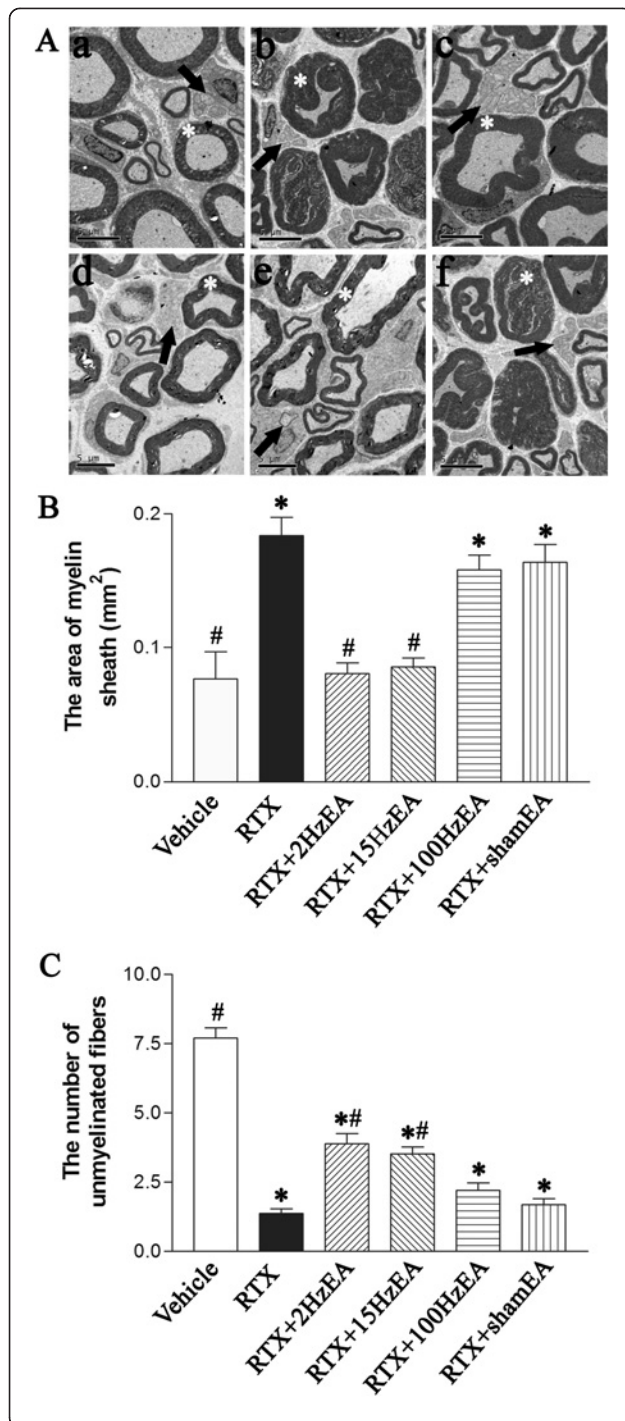 A
a
b
c
5 µm
d
e
f
5 µm
B
The area of myelin
sheath (mm2)
0.2
0.1
0.0
#
*
#
#
*
*
Vehicle
RTX
RTX+2HzEA
RTX+15HzEA
RTX+100HzEA
RTX+shamEA
C
The number of
unmyelinated fibers
10.0
7.5
5.0
2.5
0.0
#
*
*#
*#
*
*
Vehicle
RTX
RTX+2HzEA
RTX+15HzEA
RTX+100HzEA
RTX+shamEA